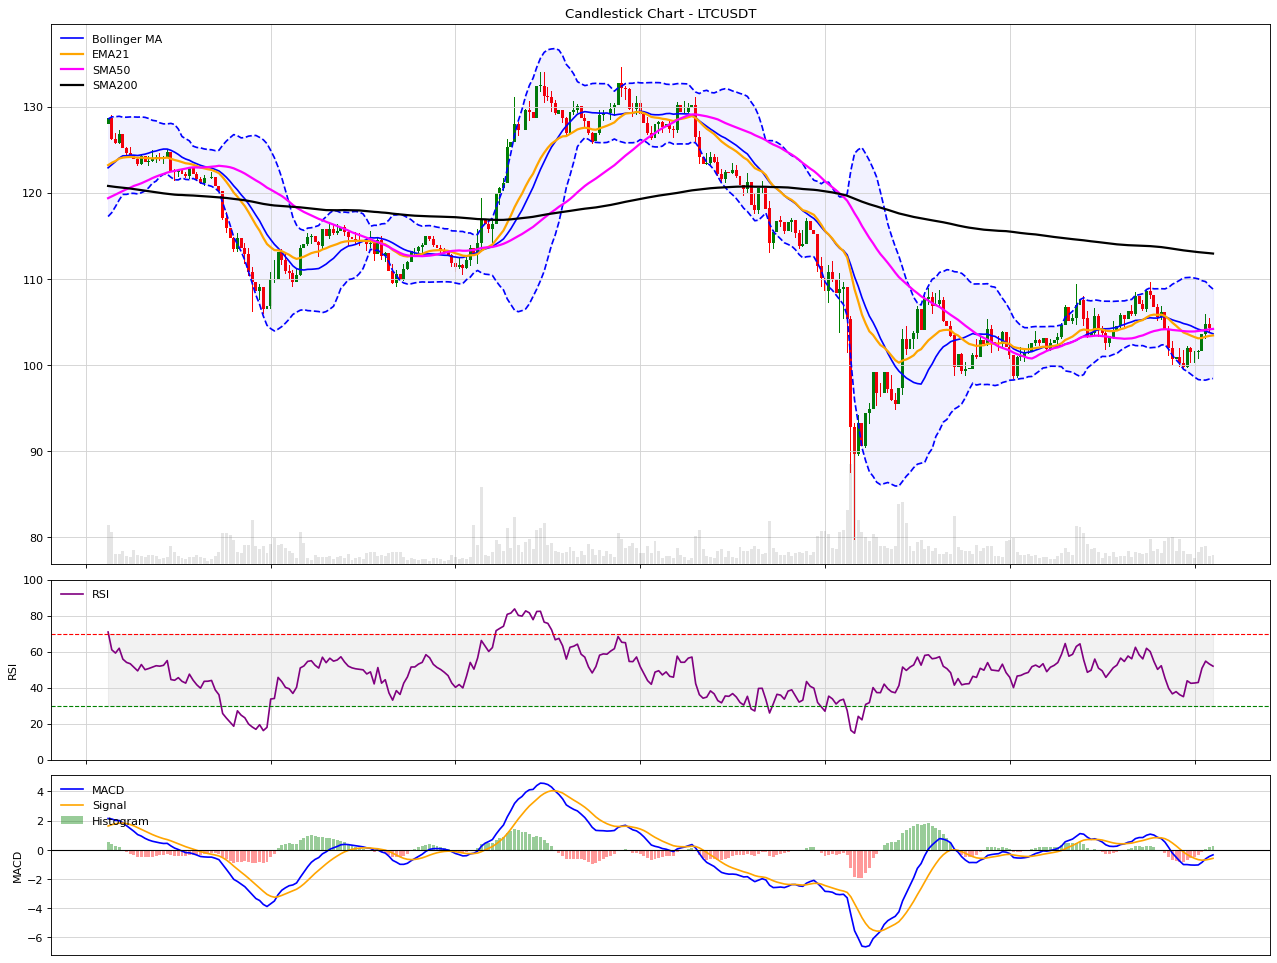 Candlestick Chart - LTCUSDT
Bollinger MA
EMA21
SMA50
SMA200
130
120
110
100
90
80
100
80
60
40
20
0
RSI
RSI
4
2
0
−2
−4
−6
MACD
MACD
Signal
Histogram